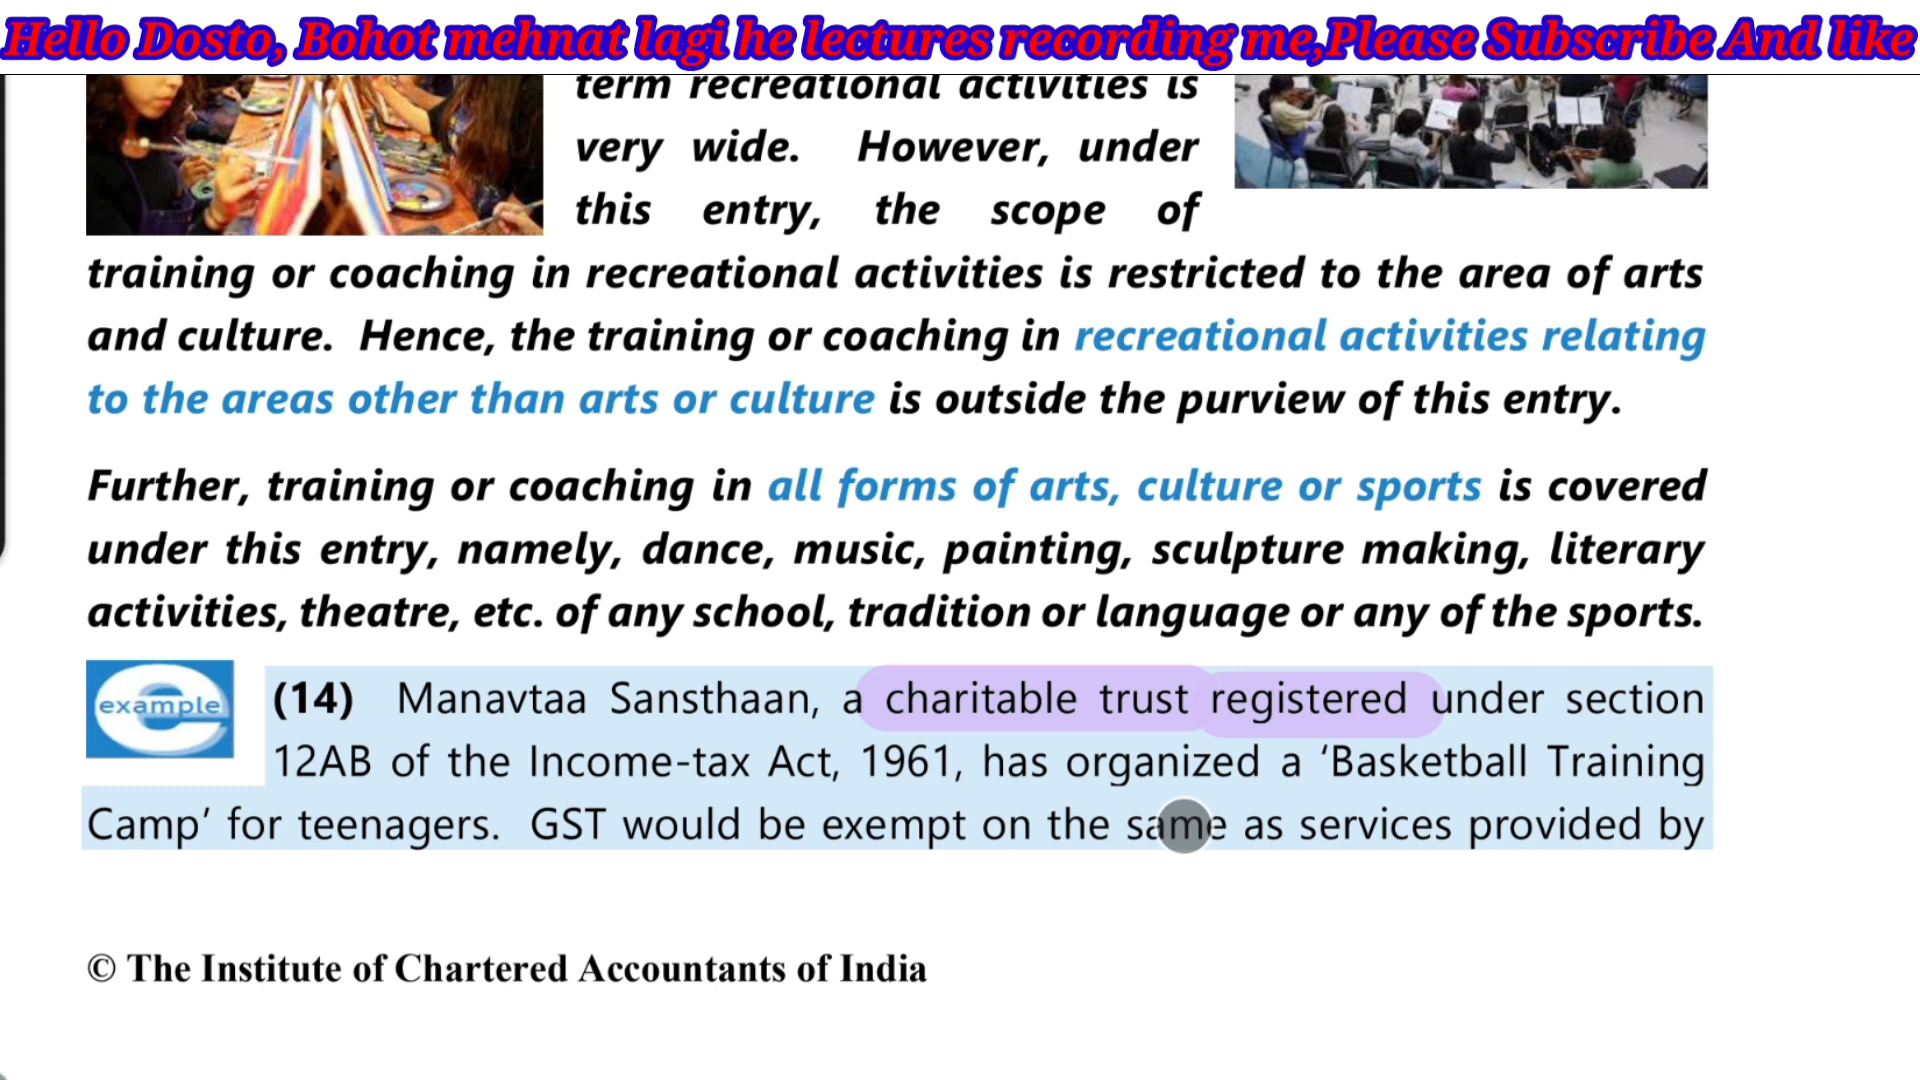 Hello Dosto, Bohot mehnat lagi he lectures recording me,Please Subscribe And like
term recreational activities is
very wide. However, under
this entry, the scope of
training or coaching in recreational activities is restricted to the area of arts
and culture. Hence, the training or coaching in recreational activities relating
to the areas other than arts or culture is outside the purview of this entry.
Further, training or coaching in all forms of arts, culture or sports is covered
under this entry, namely, dance, music, painting, sculpture making, literary
activities, theatre, etc. of any school, tradition or language or any of the sports.
example
(14) Manavtaa Sansthaan, a charitable trust registered under section
12AB of the Income-tax Act, 1961, has organized a ‘Basketball Training
Camp’ for teenagers. GST would be exempt on the same as services provided by
© The Institute of Chartered Accountants of India